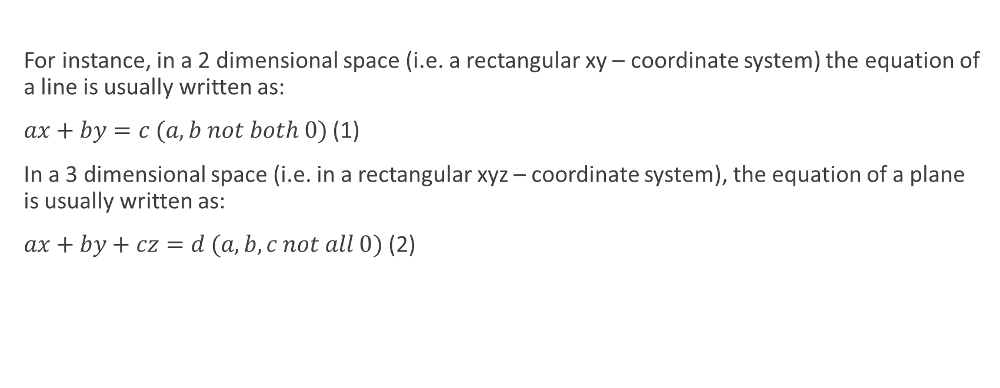 For instance, in a 2 dimensional space (i.e. a rectangular xy – coordinate system) the equation of
a line is usually written as:
ax + by = c (a, b not both 0) (1)
In a 3 dimensional space (i.e. in a rectangular xyz – coordinate system), the equation of a plane
is usually written as:
ax + by + cz = d (a, b, c not all 0) (2)